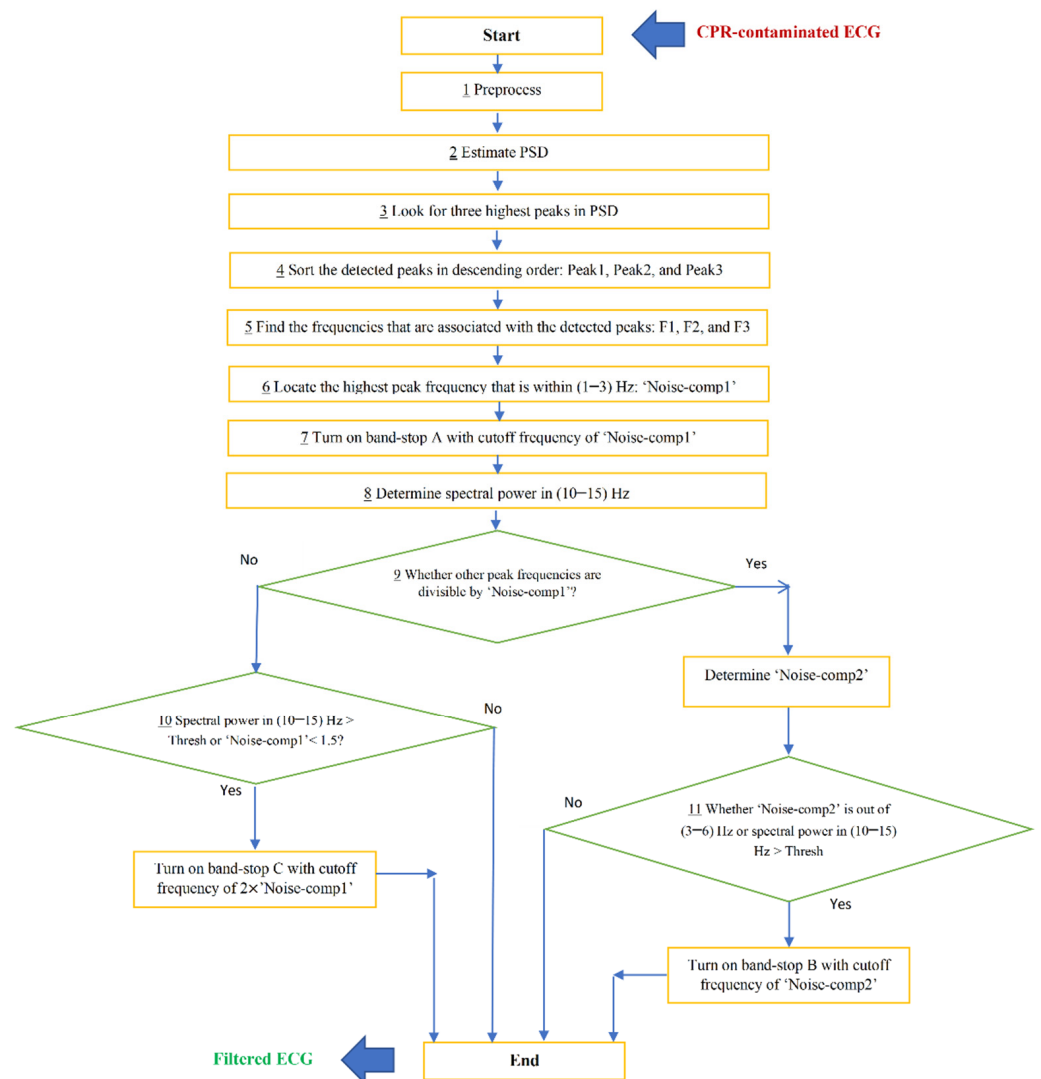 Start
CPR-contaminated ECG
1 Preprocess
2 Estimate PSD
3 Look for three highest peaks in PSD
4 Sort the detected peaks in descending order: Peak1, Peak2, and Peak3
5 Find the frequencies that are associated with the detected peaks: F1, F2, and F3
6 Locate the highest peak frequency that is within (1–3) Hz: ‘Noise-comp1’
7 Turn on band-stop A with cutoff frequency of ‘Noise-comp1’
8 Determine spectral power in (10–15) Hz
No
Yes
9 Whether other peak frequencies are
divisible by ‘Noise-comp1’?
Determine ‘Noise-comp2’
10 Spectral power in (10–15) Hz >
Thresh or ‘Noise-comp1’< 1.5?
No
Yes
No
11 Whether ‘Noise-comp2’ is out of
(3–6) Hz or spectral power in (10–15)
Hz > Thresh
Turn on band-stop C with cutoff
frequency of 2×’Noise-comp1’
Yes
Turn on band-stop B with cutoff
frequency of ‘Noise-comp2’
Filtered ECG
End